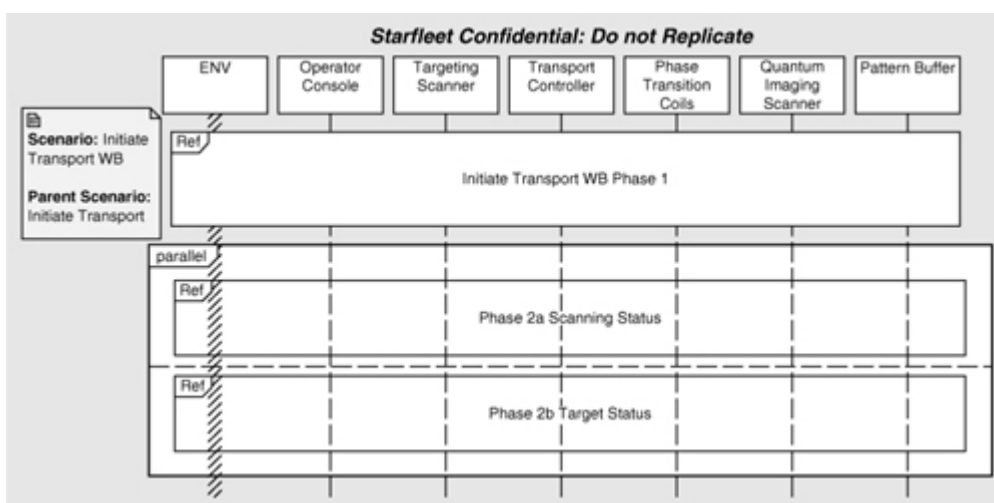 Starfleet Confidential: Do not Replicate
ENV
Operator
Console
Targeting
Scanner
Transport
Controller
Phase
Transition
Coils
Quantum
Imaging
Scanner
Pattern Buffer
Scenario: Initiate
Transport WB
Parent Scenario:
Initiate Transport
Ref
Initiate Transport WB Phase 1
parallel
Ref
Phase 2a Scanning Status
Ref
Phase 2b Target Status